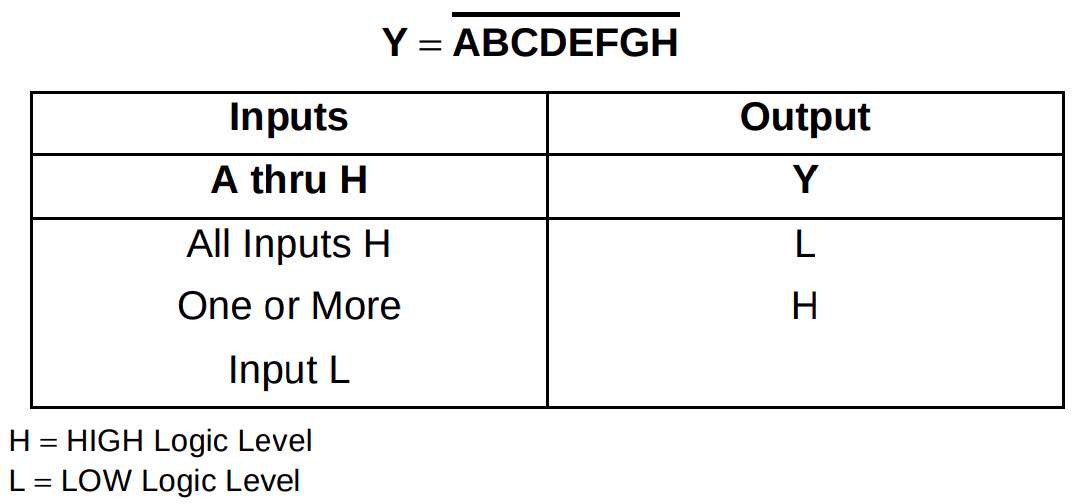 Y = \overline{ABCDEFGH}
Inputs Output
A thru H Y
All Inputs H L
One or More H
Input L
H = HIGH Logic Level
L = LOW Logic Level